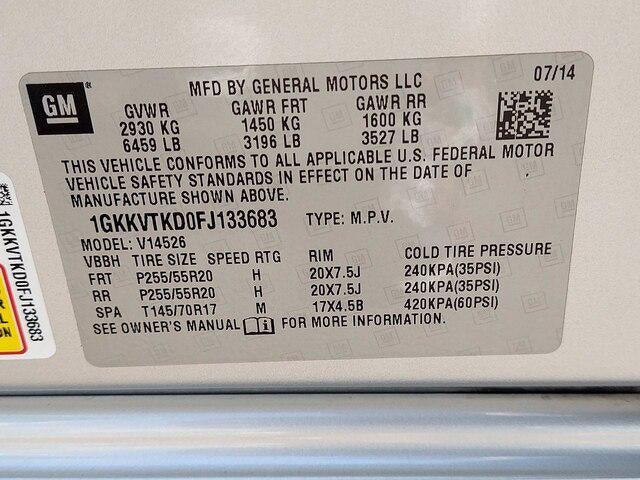 GM
®
MFD BY GENERAL MOTORS LLC
07/14
GVWR GAWR FRT GAWR RR
2930 KG 1450 KG 1600 KG
6459 LB 3196 LB 3527 LB
THIS VEHICLE CONFORMS TO ALL APPLICABLE U.S. FEDERAL MOTOR
VEHICLE SAFETY STANDARDS IN EFFECT ON THE DATE OF
MANUFACTURE SHOWN ABOVE.
1GKKVTKD0FJ133683 TYPE: M.P.V.
MODEL: V14526
VBBH TIRE SIZE SPEED RTG RIM COLD TIRE PRESSURE
FRT P255/55R20 H 20X7.5J 240KPA(35PSI)
RR P255/55R20 H 20X7.5J 240KPA(35PSI)
SPA T145/70R17 M 17X4.5B 420KPA(60PSI)
SEE OWNER'S MANUAL FOR MORE INFORMATION.
1GKKVTKD0FJ133683